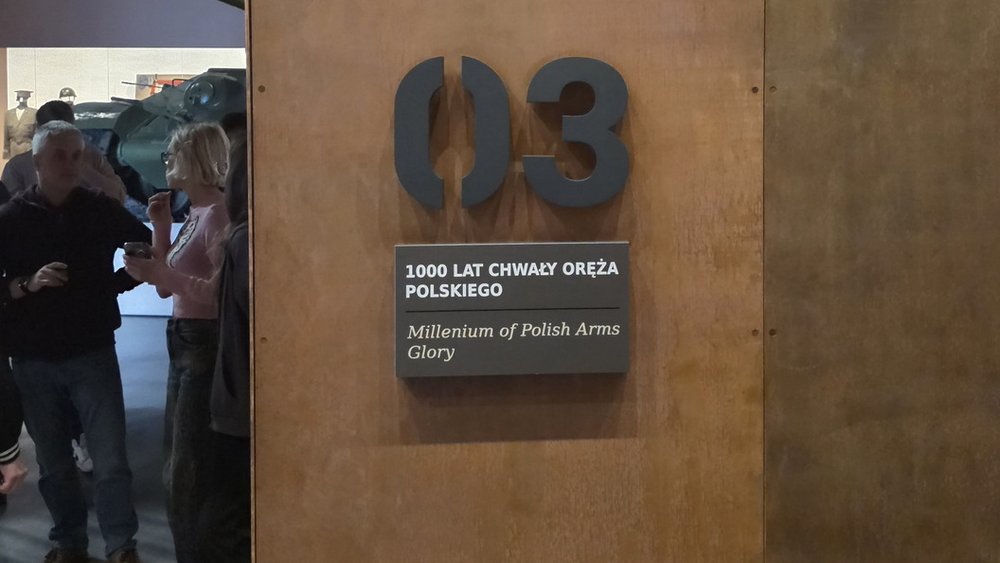 03
1000 LAT CHWAŁY ORĘŻA
POLSKIEGO
Millenium of Polish Arms
Glory